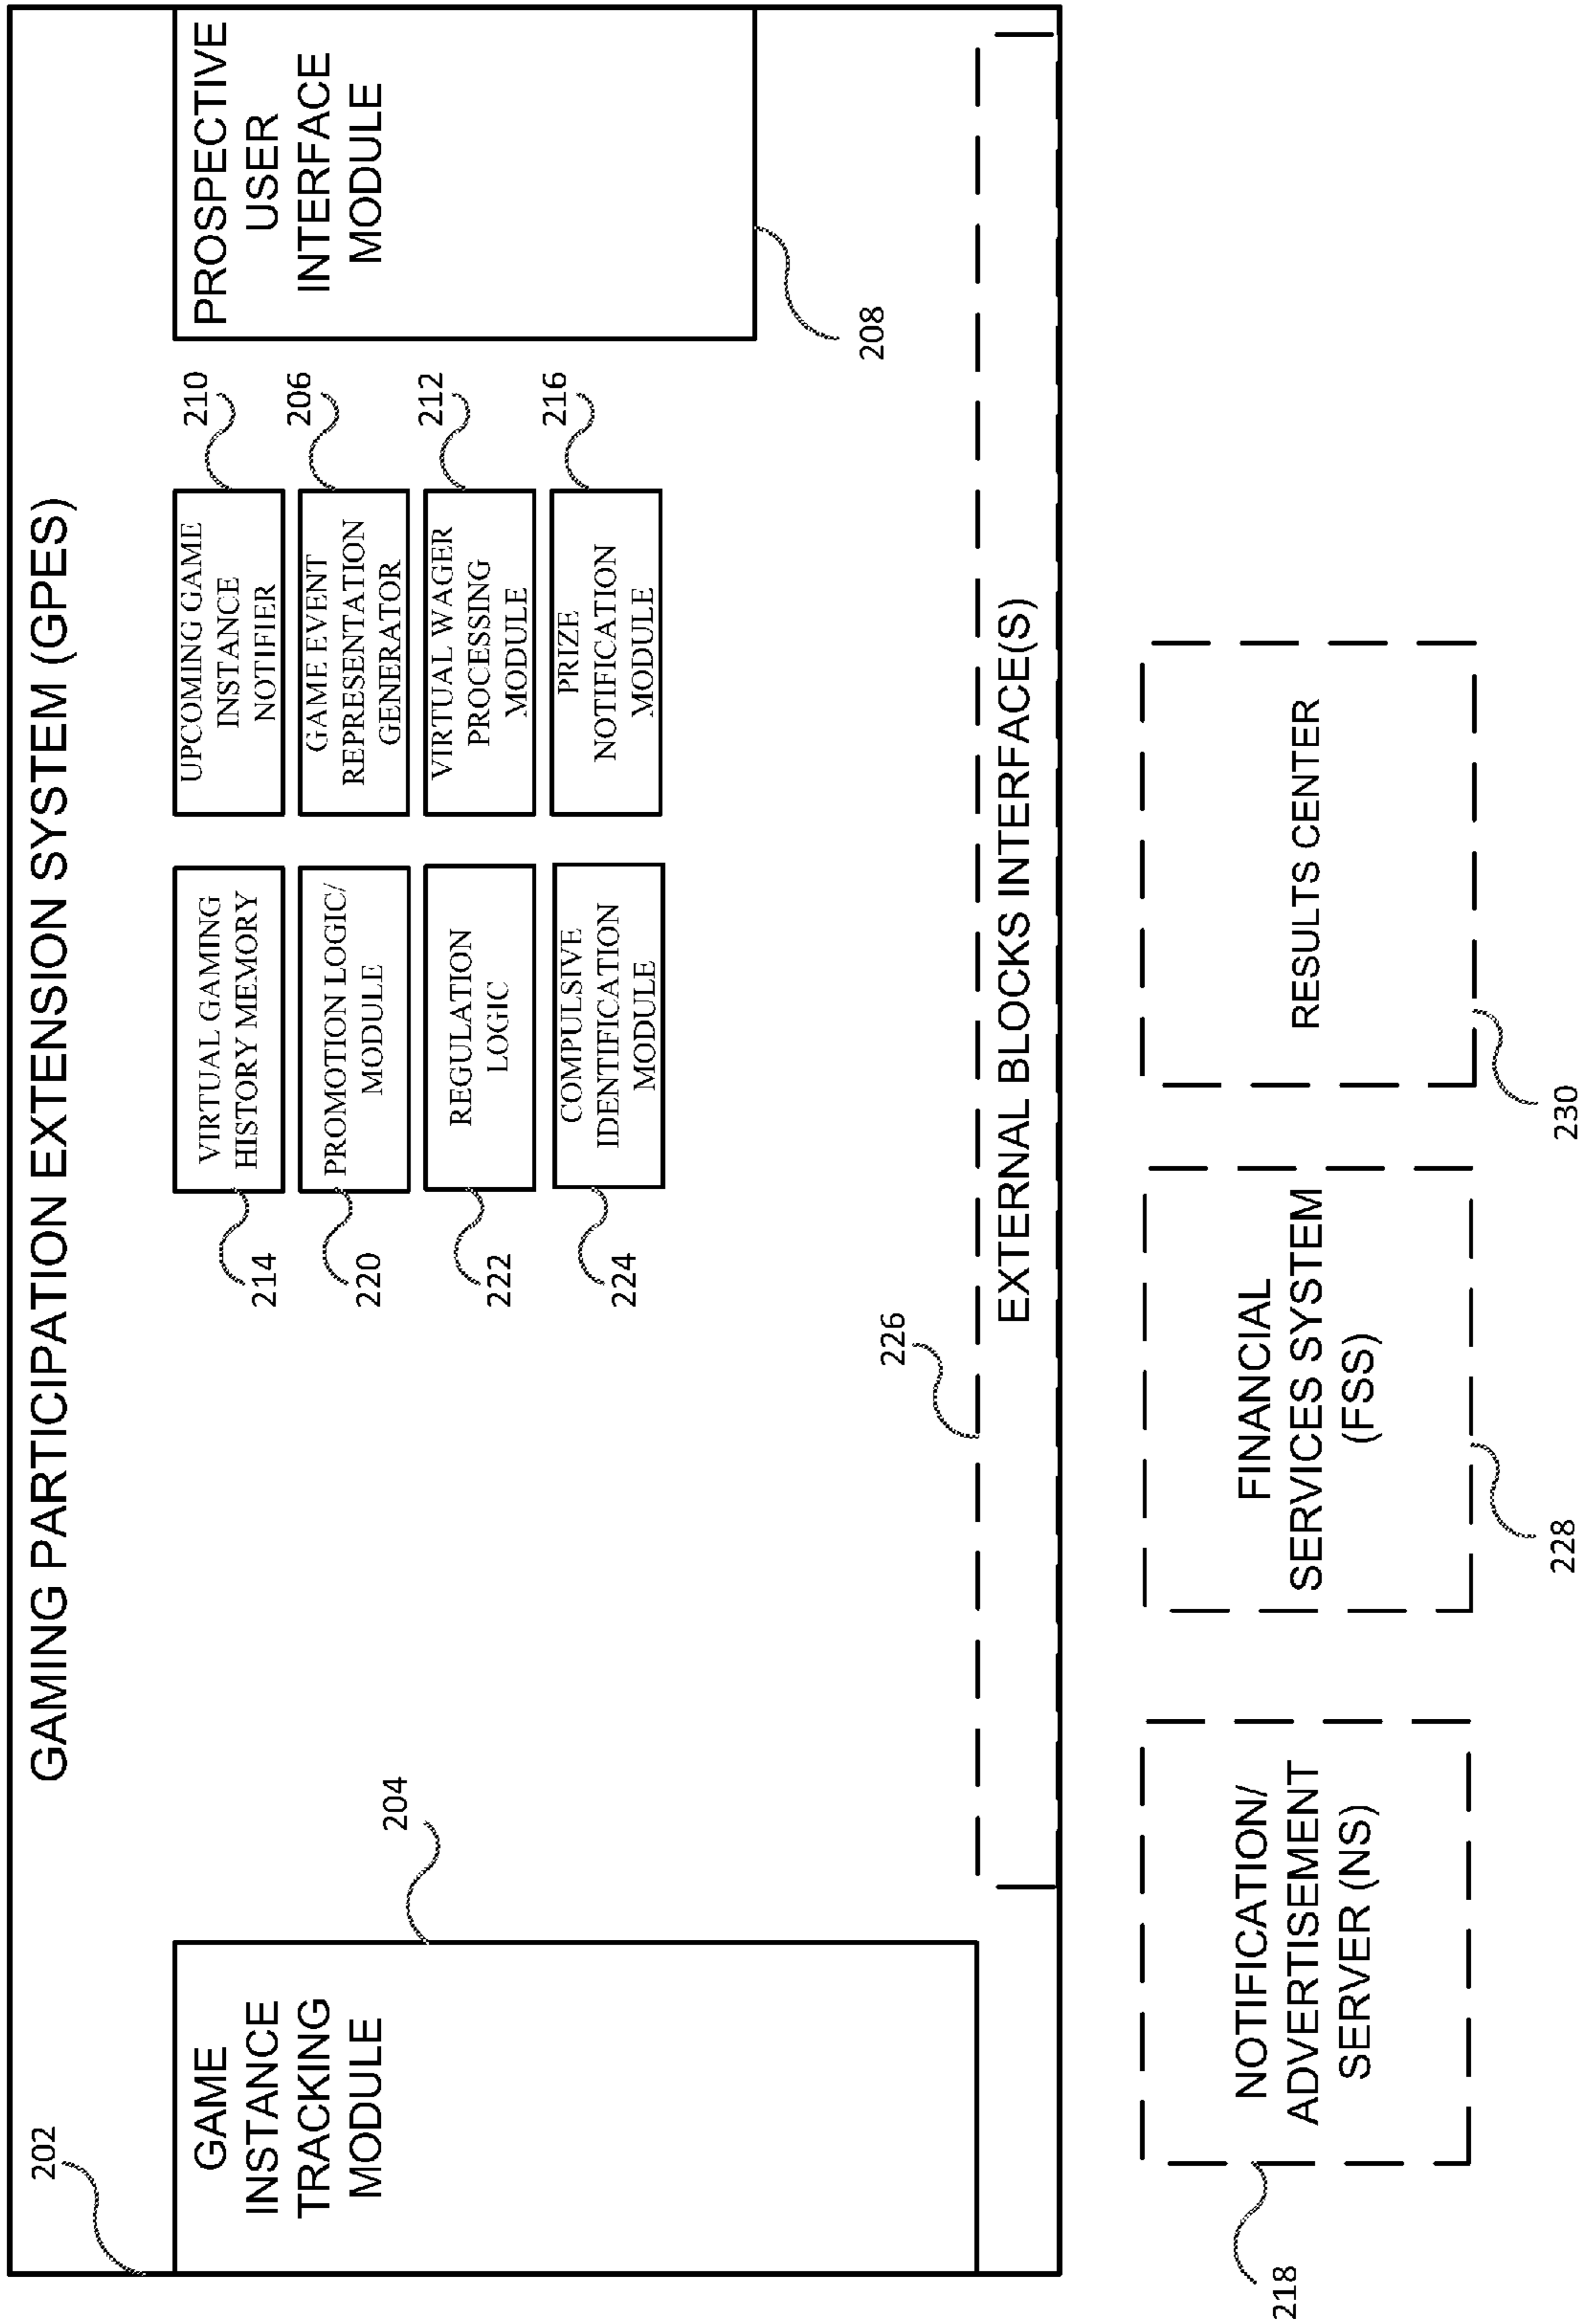 GAMING PARTICIPATION EXTENSION SYSTEM (GPES)
202
GAME
INSTANCE
TRACKING
MODULE
204
214
VIRTUAL GAMING
HISTORY MEMORY
220
PROMOTION LOGIC/
MODULE
222
REGULATION
LOGIC
224
COMPULSIVE
IDENTIFICATION
MODULE
UPCOMING GAME
INSTANCE
NOTIFIER
210
GAME EVENT
REPRESENTATION
GENERATOR
206
VIRTUAL WAGER
PROCESSING
MODULE
212
PRIZE
NOTIFICATION
MODULE
216
PROSPECTIVE
USER
INTERFACE
MODULE
208
226
EXTERNAL BLOCKS INTERFACE(S)
NOTIFICATION/
ADVERTISEMENT
SERVER (NS)
218
FINANCIAL
SERVICES SYSTEM
(FSS)
228
RESULTS CENTER
230